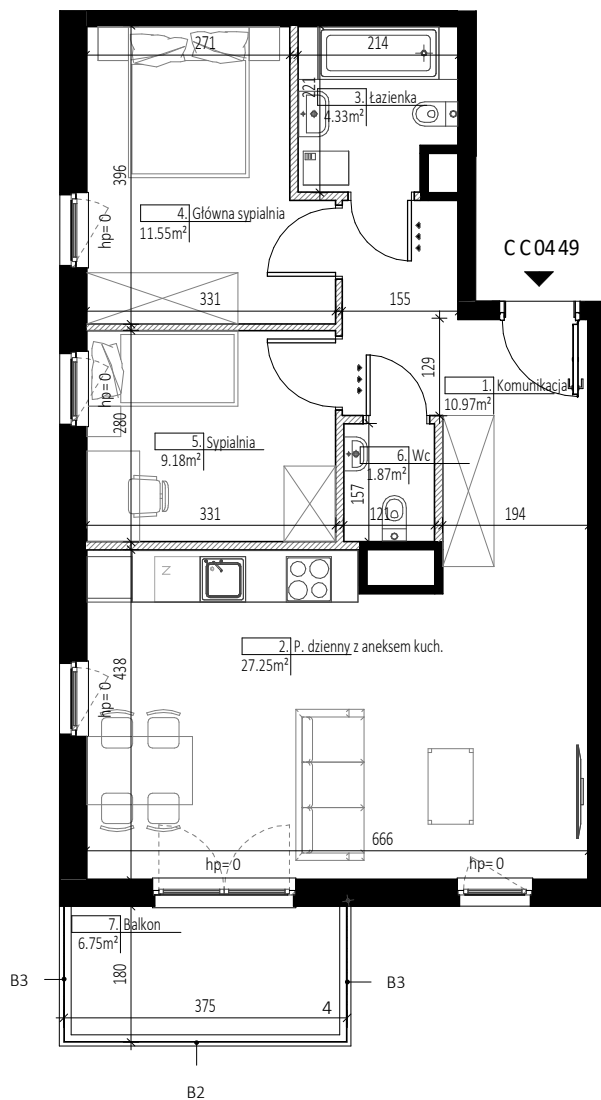 271
214
221
3. Łazienka
4.33m²
396
4. Główna sypialnia
11.55m²
hp= 0
CC0449
331
155
129
1. Komunikacja
10.97m²
hp= 0
280
5. Sypialnia
9.18m²
6. Wc
1.87m²
157
331
121
194
N
2. P. dzienny z aneksem kuch.
27.25m²
438
hp= 0
666
hp= 0
hp= 0
7. Balkon
6.75m²
180
B3
B3
375
4
B2